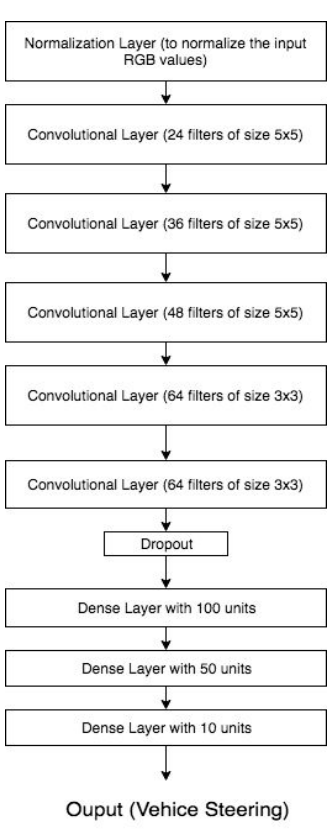 Normalization Layer (to normalize the input
RGB values)
Convolutional Layer (24 filters of size 5x5)
Convolutional Layer (36 filters of size 5x5)
Convolutional Layer (48 filters of size 5x5)
Convolutional Layer (64 filters of size 3x3)
Convolutional Layer (64 filters of size 3x3)
Dropout
Dense Layer with 100 units
Dense Layer with 50 units
Dense Layer with 10 units
Ouput (Vehice Steering)